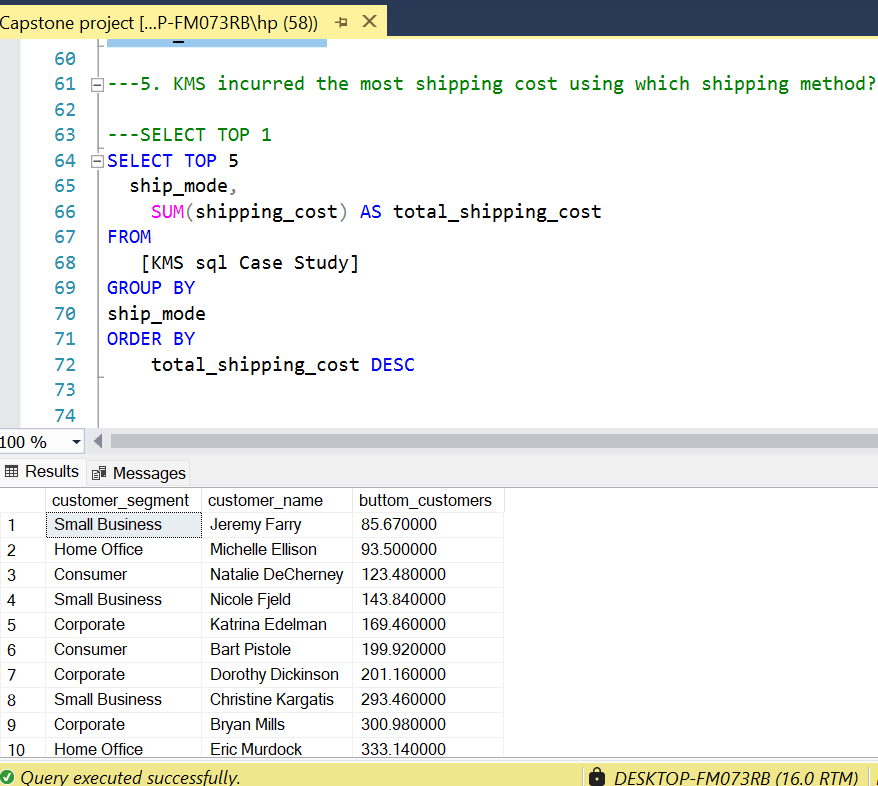 Capstone project [...P-FM073RB\hp (58))
60
61 ---5. KMS incurred the most shipping cost using which shipping method?
62
63 ---SELECT TOP 1
64 SELECT TOP 5
65 ship_mode,
66 SUM(shipping_cost) AS total_shipping_cost
67 FROM
68 [KMS sql Case Study]
69 GROUP BY
70 ship_mode
71 ORDER BY
72 total_shipping_cost DESC
73
74
100 %
Results Messages
customer_segment customer_name buttom_customers
1 Small Business Jeremy Farry 85.670000
2 Home Office Michelle Ellison 93.500000
3 Consumer Natalie DeCherney 123.480000
4 Small Business Nicole Fjeld 143.840000
5 Corporate Katrina Edelman 169.460000
6 Consumer Bart Pistole 199.920000
7 Corporate Dorothy Dickinson 201.160000
8 Small Business Christine Kargatis 293.460000
9 Corporate Bryan Mills 300.980000
10 Home Office Eric Murdock 333.140000
Query executed successfully. DESKTOP-FM073RB (16.0 RTM)